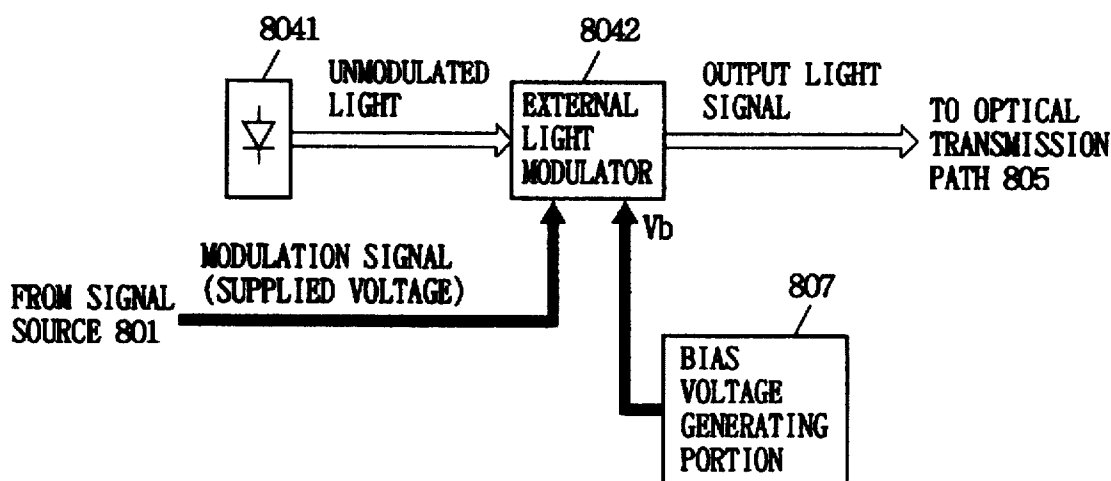 8041
8042
UNMODULATED
LIGHT
EXTERNAL
LIGHT
MODULATOR
OUTPUT LIGHT
SIGNAL
TO OPTICAL
TRANSMISSION
PATH 805
Vb
MODULATION SIGNAL
(SUPPLIED VOLTAGE)
FROM SIGNAL
SOURCE 801
807
BIAS
VOLTAGE
GENERATING
PORTION